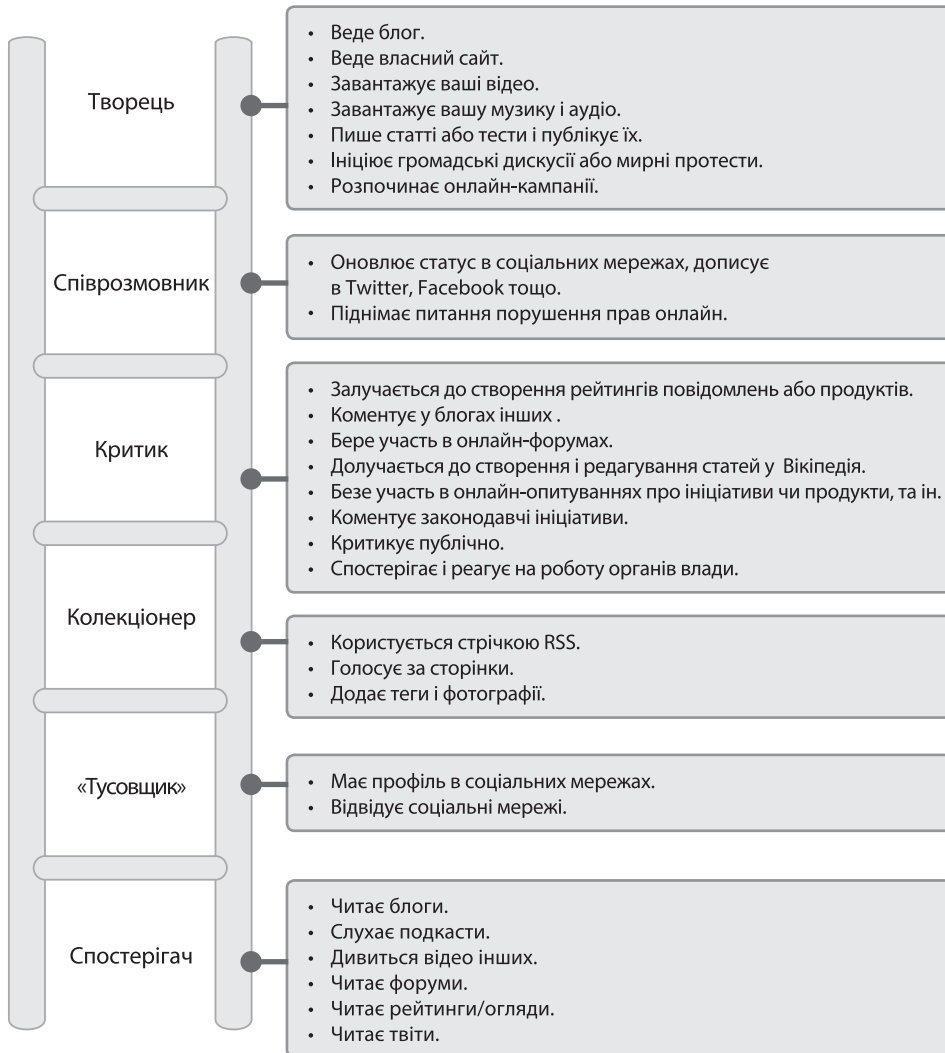 Творець
• Веде блог.
• Веде власний сайт.
• Завантажує ваші відео.
• Завантажує вашу музику і аудіо.
• Пише статті або тести і публікує їх.
• Ініціює громадські дискусії або мирні протести.
• Розпочинає онлайн-кампанії.
Співрозмовник
• Оновлює статус в соціальних мережах, дописує
в Twitter, Facebook тощо.
• Піднімає питання порушення прав онлайн.
Критик
• Залучається до створення рейтингів повідомлень або продуктів.
• Коментує у блогах інших .
• Бере участь в онлайн-форумах.
• Долучається до створення і редагування статей у Вікіпедія.
• Безе участь в онлайн-опитуваннях про ініціативи чи продукти, та ін.
• Коментує законодавчі ініціативи.
• Критикує публічно.
• Спостерігає і реагує на роботу органів влади.
Колекціонер
• Користується стрічкою RSS.
• Голосує за сторінки.
• Додає теги і фотографії.
«Тусовщик»
• Має профіль в соціальних мережах.
• Відвідує соціальні мережі.
Спостерігач
• Читає блоги.
• Слухає подкасти.
• Дивиться відео інших.
• Читає форуми.
• Читає рейтинги/огляди.
• Читає твіти.